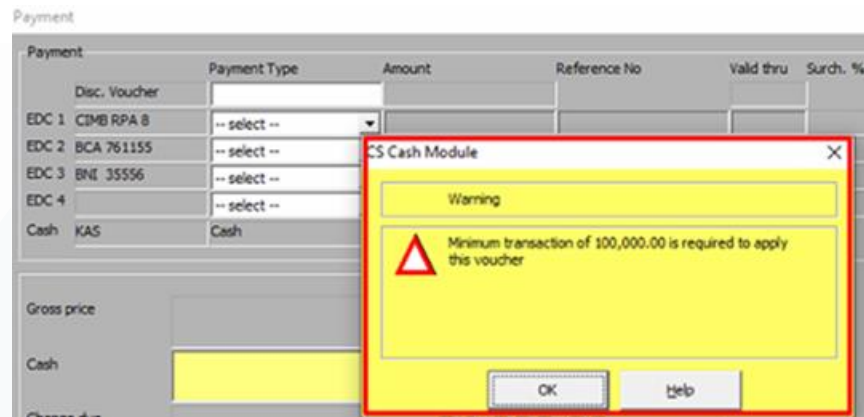 Payment
Payment
Payment Type Amount Reference No Valid thru Surch. %
Disc. Voucher
EDC 1 CIMB RPA 8 -- select --
EDC 2 BCA 761155 -- select --
EDC 3 BNI 35556 -- select --
EDC 4 -- select --
Cash KAS Cash
CS Cash Module
Warning
Minimum transaction of 100,000.00 is required to apply
this voucher
OK Help
Gross price
Cash
Change due